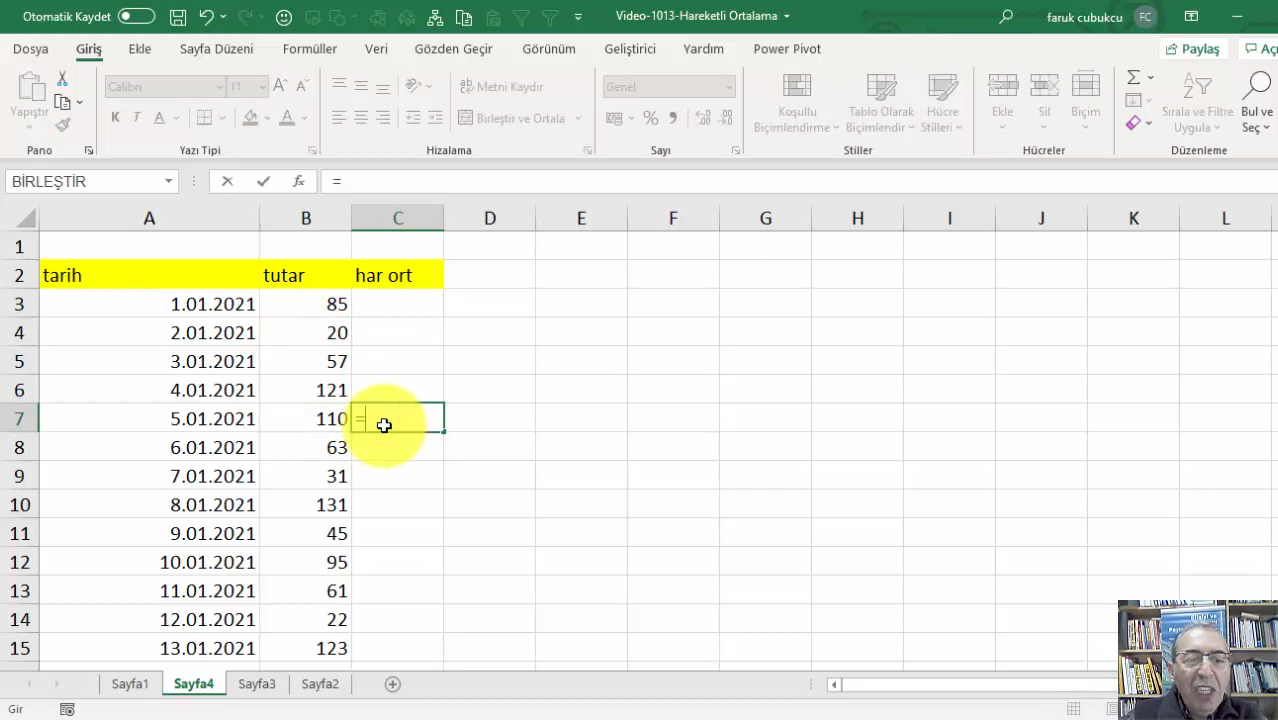 Otomatik Kaydet Video-1013-Hareketli Ortalama faruk cubukcu FC
Dosya Giriş Ekle Sayfa Düzeni Formüller Veri Gözden Geçir Görünüm Geliştirici Yardım Power Pivot Paylaş
Yapıştır Calibri 11 Metni Kaydır Genel Koşullu Biçimlendirme Tablo Olarak Biçimlendir Hücre Stilleri Ekle Sil Biçim Sırala ve Filtre Uygula Bul ve Seç
K T A Birleştir ve Ortala
Pano Yazı Tipi Hizalama Sayı Stiller Hücreler Düzenleme
BİRLEŞTİR fx =
A B C D E F G H I J K L
1
2 tarih tutar har ort
3 1.01.2021 85
4 2.01.2021 20
5 3.01.2021 57
6 4.01.2021 121
7 5.01.2021 110 =
8 6.01.2021 63
9 7.01.2021 31
10 8.01.2021 131
11 9.01.2021 45
12 10.01.2021 95
13 11.01.2021 61
14 12.01.2021 22
15 13.01.2021 123
Sayfa1 Sayfa4 Sayfa3 Sayfa2
Gir